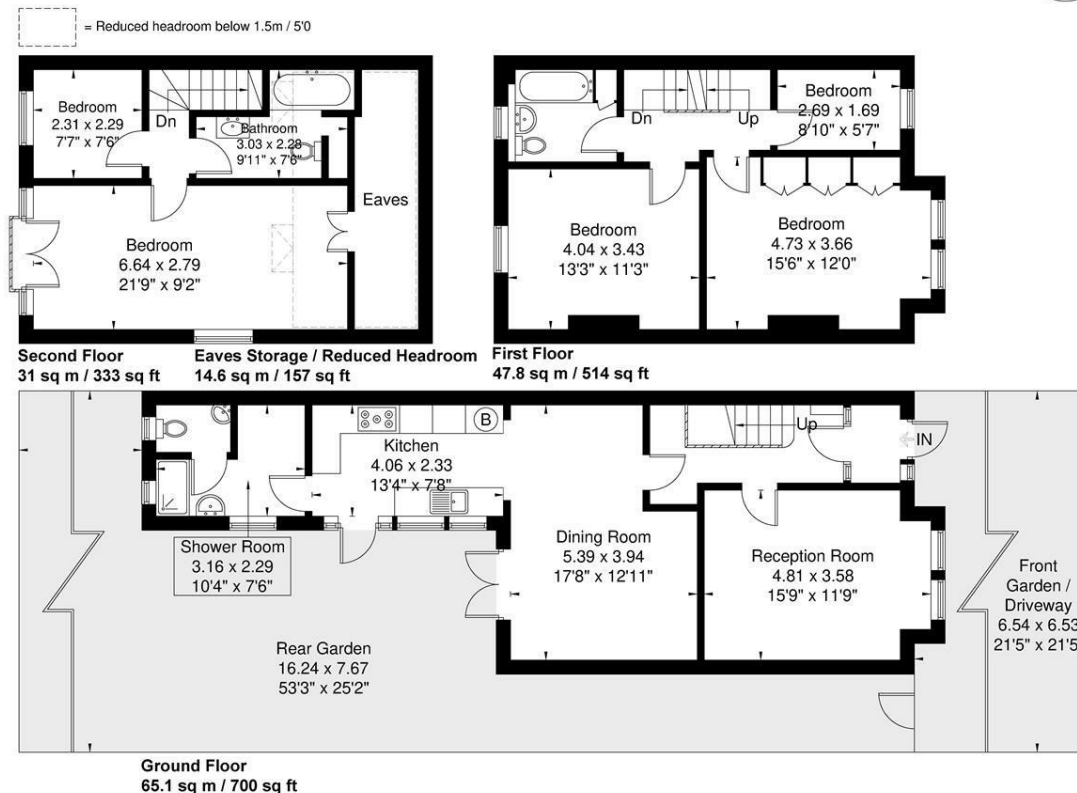 = Reduced headroom below 1.5m / 5'0
Bedroom
2.31 x 2.29
7'7" x 7'6"
Dn
Bathroom
3.03 x 2.28
9'11" x 7'6"
Eaves
Bedroom
6.64 x 2.79
21'9" x 9'2"
Second Floor
31 sq m / 333 sq ft
Eaves Storage / Reduced Headroom
14.6 sq m / 157 sq ft
Dn
Up
Bedroom
2.69 x 1.69
8'10" x 5'7"
Bedroom
4.04 x 3.43
13'3" x 11'3"
Bedroom
4.73 x 3.66
15'6" x 12'0"
First Floor
47.8 sq m / 514 sq ft
Kitchen
4.06 x 2.33
13'4" x 7'8"
B
Up
IN
Shower Room
3.16 x 2.29
10'4" x 7'6"
Dining Room
5.39 x 3.94
17'8" x 12'11"
Reception Room
4.81 x 3.58
15'9" x 11'9"
Front
Garden /
Driveway
6.54 x 6.53
21'5" x 21'5
Rear Garden
16.24 x 7.67
53'3" x 25'2"
Ground Floor
65.1 sq m / 700 sq ft